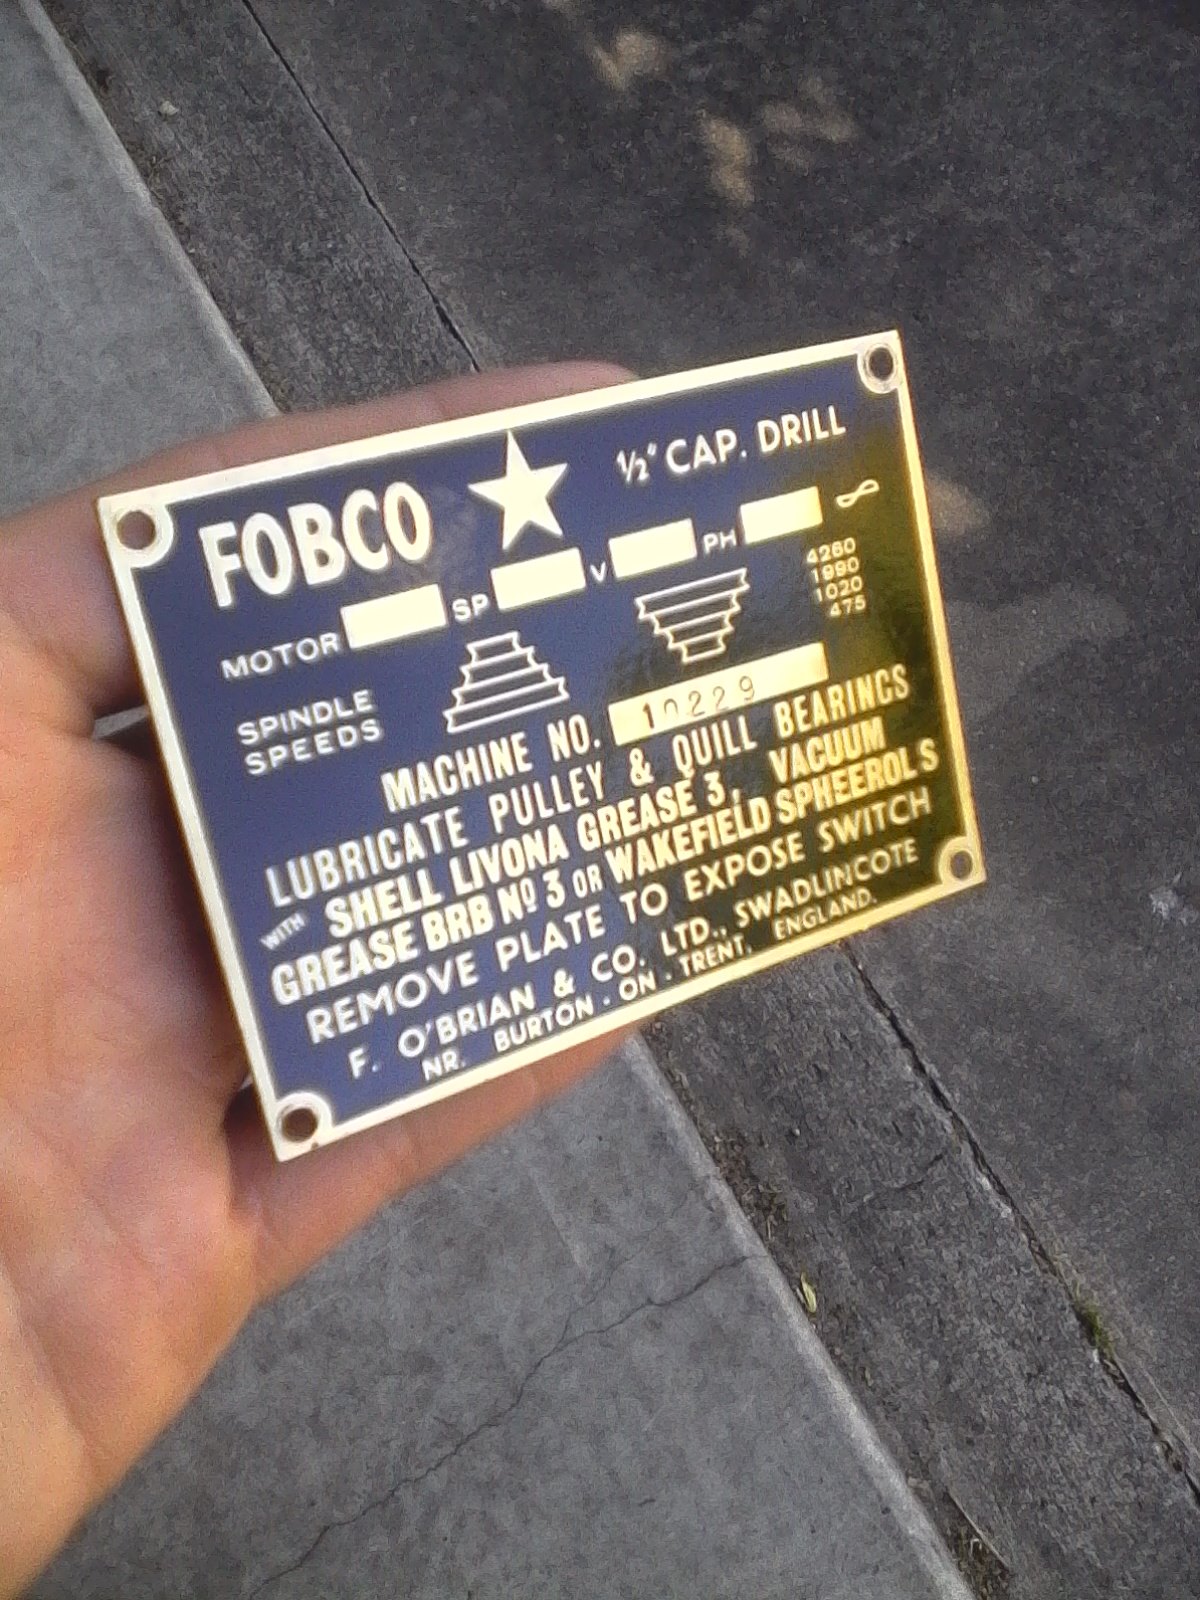 FOBCO 1/2" CAP. DRILL
MOTOR SP V PH ∞
SPINDLE SPEEDS
4260
1990
1020
475
MACHINE NO. 10229
LUBRICATE PULLEY & QUILL BEARINGS
WITH SHELL LIVONA GREASE 3, VACUUM
GREASE BRB Nº 3 OR WAKEFIELD SPHEEROL S
REMOVE PLATE TO EXPOSE SWITCH
F. O'BRIAN & CO. LTD., SWADLINCOTE
NR. BURTON-ON-TRENT. ENGLAND.